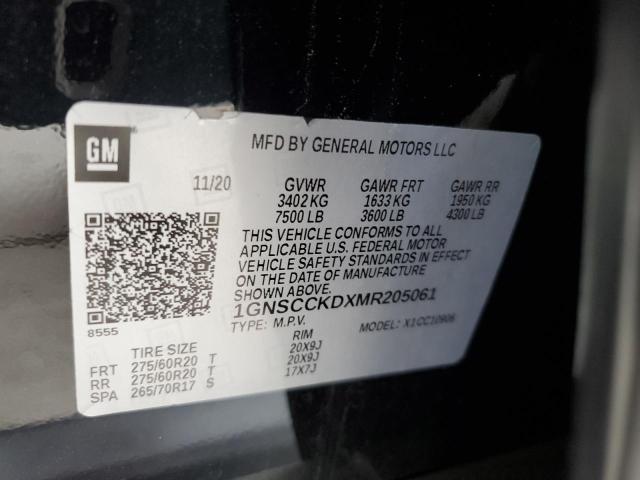 GM
MFD BY GENERAL MOTORS LLC
11/20 GVWR GAWR FRT GAWR RR
3402 KG 1633 KG 1950 KG
7500 LB 3600 LB 4300 LB
THIS VEHICLE CONFORMS TO ALL
APPLICABLE U.S. FEDERAL MOTOR
VEHICLE SAFETY STANDARDS IN EFFECT
ON THE DATE OF MANUFACTURE
SHOWN ABOVE.
1GNSCCKDXMR205061
8555 TYPE: M.P.V. MODEL: X1CC10906
TIRE SIZE RIM
FRT 275/60R20 T 20X9J
RR 275/60R20 T 20X9J
SPA 265/70R17 S 17X7J